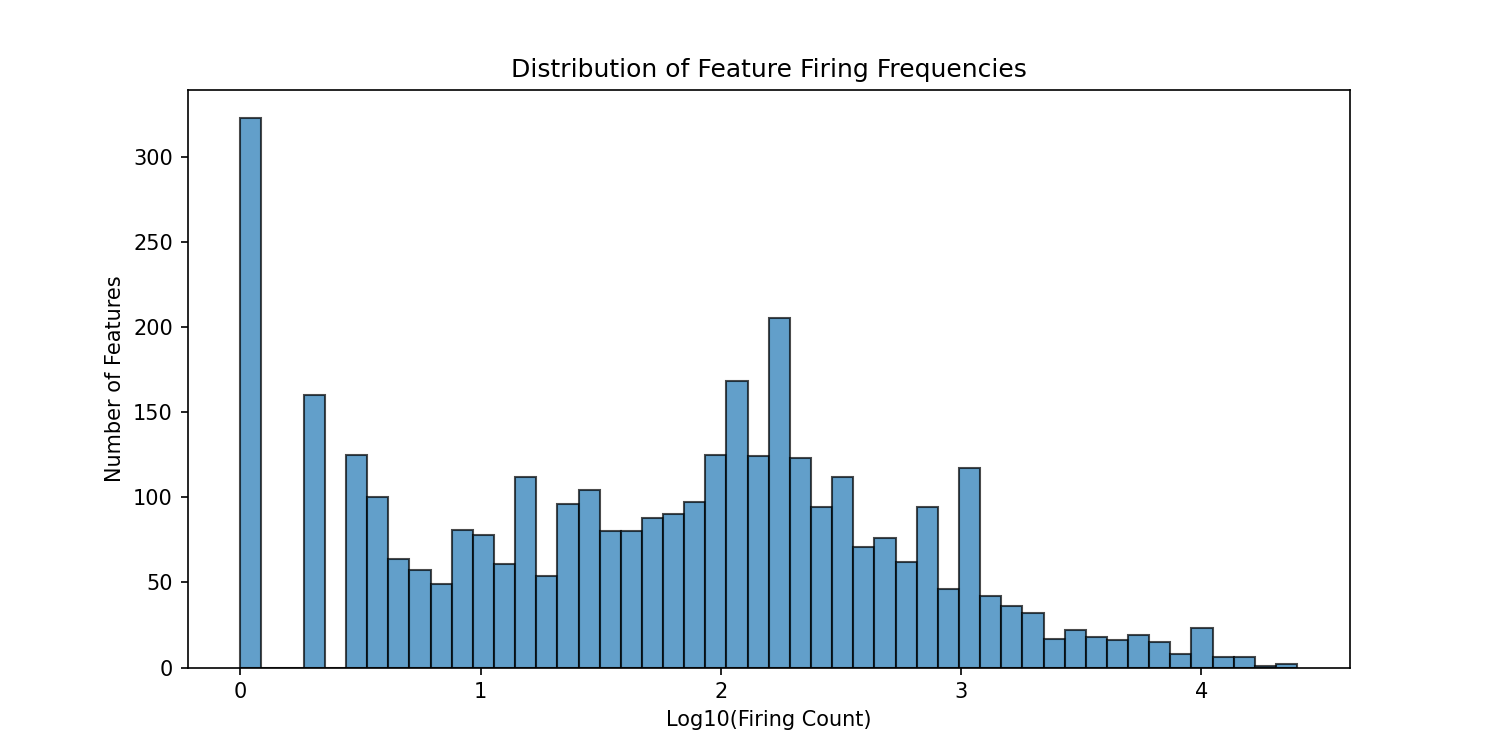 Distribution of Feature Firing Frequencies
300
250
200
150
100
50
0
Number of Features
0 1 2 3 4
Log10(Firing Count)